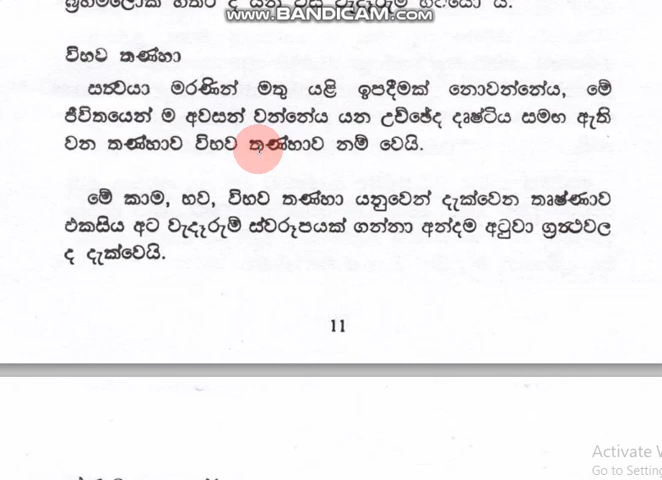 www.BANDICAM.com
විභව තණ්හා
සත්‍වයා මරණින් මතු යළි ඉපදීමක් නොවන්නේය, මේ
ජීවිතයෙන් ම අවසන් වන්නේය යන උච්ඡේද දෘෂ්ටිය සමඟ ඇති
වන තණ්හාව විභව තණ්හාව නම් වෙයි.
මේ කාම, භව, විභව තණ්හා යනුවෙන් දැක්වෙන තෘෂ්ණාව
එකසිය අට වැදෑරුම් ස්වරූපයක් ගන්නා අන්දම අටුවා ග්‍රන්‍ථවල
ද දැක්වෙයි.
11
Activate W
Go to Setting